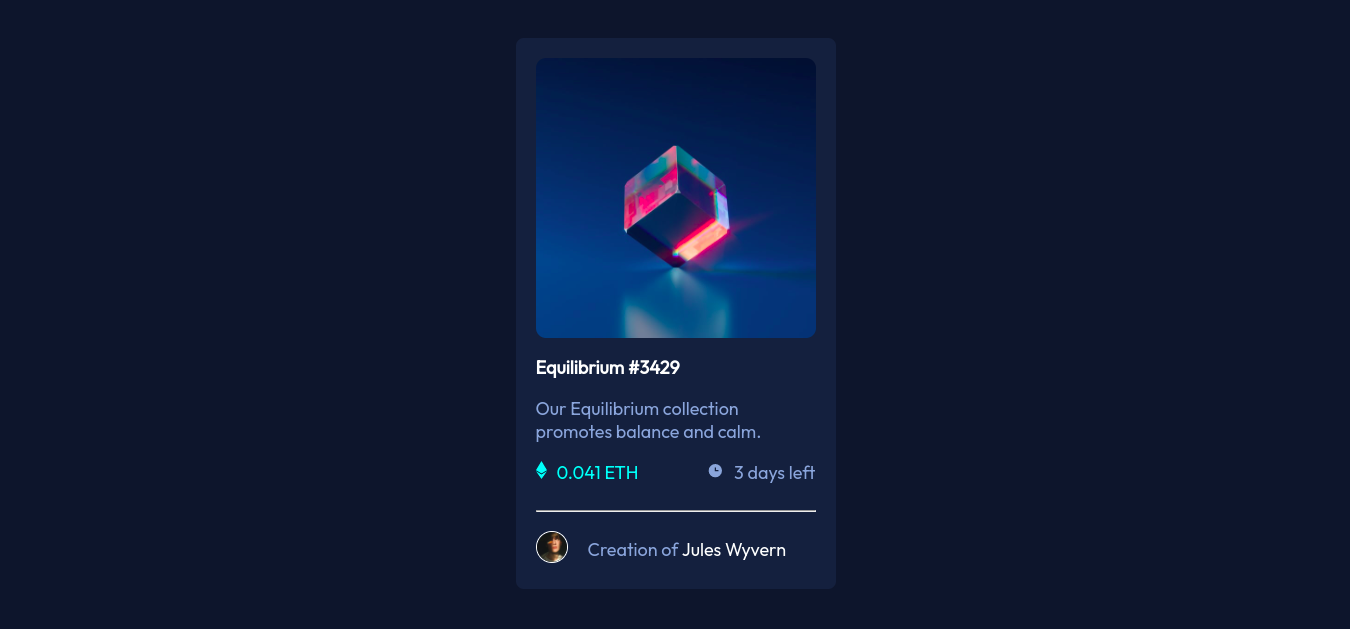 Equilibrium #3429
Our Equilibrium collection
promotes balance and calm.
0.041 ETH
3 days left
Creation of Jules Wyvern